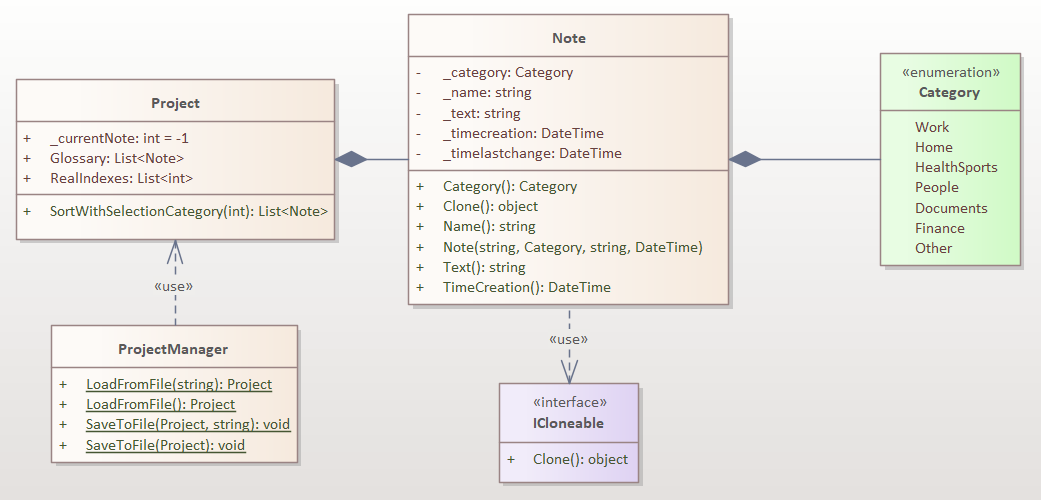 Project
+ _currentNote: int = -1
+ Glossary: List<Note>
+ RealIndexes: List<int>
+ SortWithSelectionCategory(int): List<Note>
«use»
ProjectManager
+ LoadFromFile(string): Project
+ LoadFromFile(): Project
+ SaveToFile(Project, string): void
+ SaveToFile(Project): void
Note
- _category: Category
- _name: string
- _text: string
- _timecreation: DateTime
- _timelastchange: DateTime
+ Category(): Category
+ Clone(): object
+ Name(): string
+ Note(string, Category, string, DateTime)
+ Text(): string
+ TimeCreation(): DateTime
«use»
«interface»
ICloneable
+ Clone(): object
«enumeration»
Category
Work
Home
HealthSports
People
Documents
Finance
Other